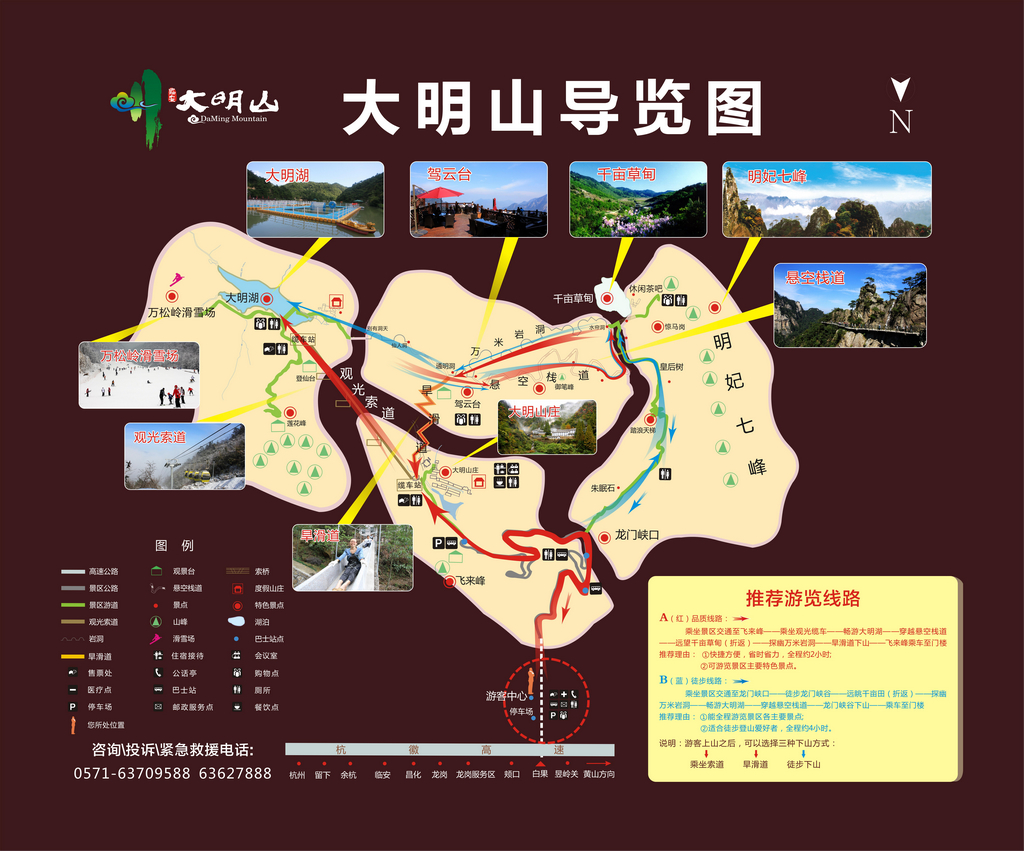 临安
大明山
DaMing Mountain
大明山导览图
N
大明湖
驾云台
千亩草甸
明妃七峰
悬空栈道
万松岭滑雪场
大明湖
千亩草甸
休闲茶吧
惊马岗
万米岩洞
缆车站
登仙台
通明洞
悬空栈道
御笔峰
皇后树
明妃七峰
万松岭滑雪场
观光索道
旱滑道
驾云台
大明山庄
莲花峰
踏浪天梯
观光索道
大明山庄
缆车站
朱眠石
旱滑道
龙门峡口
飞来峰
图 例
高速公路 观景台 索桥
景区公路 悬空栈道 度假山庄
景区游道 景点 特色景点
观光索道 山峰 湖泊
岩洞 滑雪场 巴士站点
旱滑道 住宿接待 会议室
售票处 公话亭 购物点
医疗点 巴士站 厕所
P 停车场 邮政服务点 餐饮点
您所处位置
游客中心
停车场
P
咨询\投诉\紧急救援电话:
0571-63709588 63627888
杭 徽 高 速
杭州 留下 余杭 临安 昌化 龙岗 龙岗服务区 颊口 白果 昱岭关 黄山方向
推荐游览线路
A（红）品质线路：
乘坐景区交通至飞来峰——乘坐观光缆车——畅游大明湖——穿越悬空栈道
——远望千亩草甸（折返）——探幽万米岩洞——旱滑道下山——飞来峰乘车至门楼
推荐理由： ①快捷方便，省时省力，全程约2小时;
②可游览景区主要特色景点。
B（蓝）徒步线路：
乘坐景区交通至龙门峡口——徒步龙门峡谷——远眺千亩田（折返）——探幽
万米岩洞——畅游大明湖——穿越悬空栈道——龙门峡谷下山——乘车至门楼
推荐理由： ①能全程游览景区各主要景点;
②适合徒步登山爱好者，全程约4小时。
说明：游客上山之后，可以选择三种下山方式：
乘坐索道 旱滑道 徒步下山